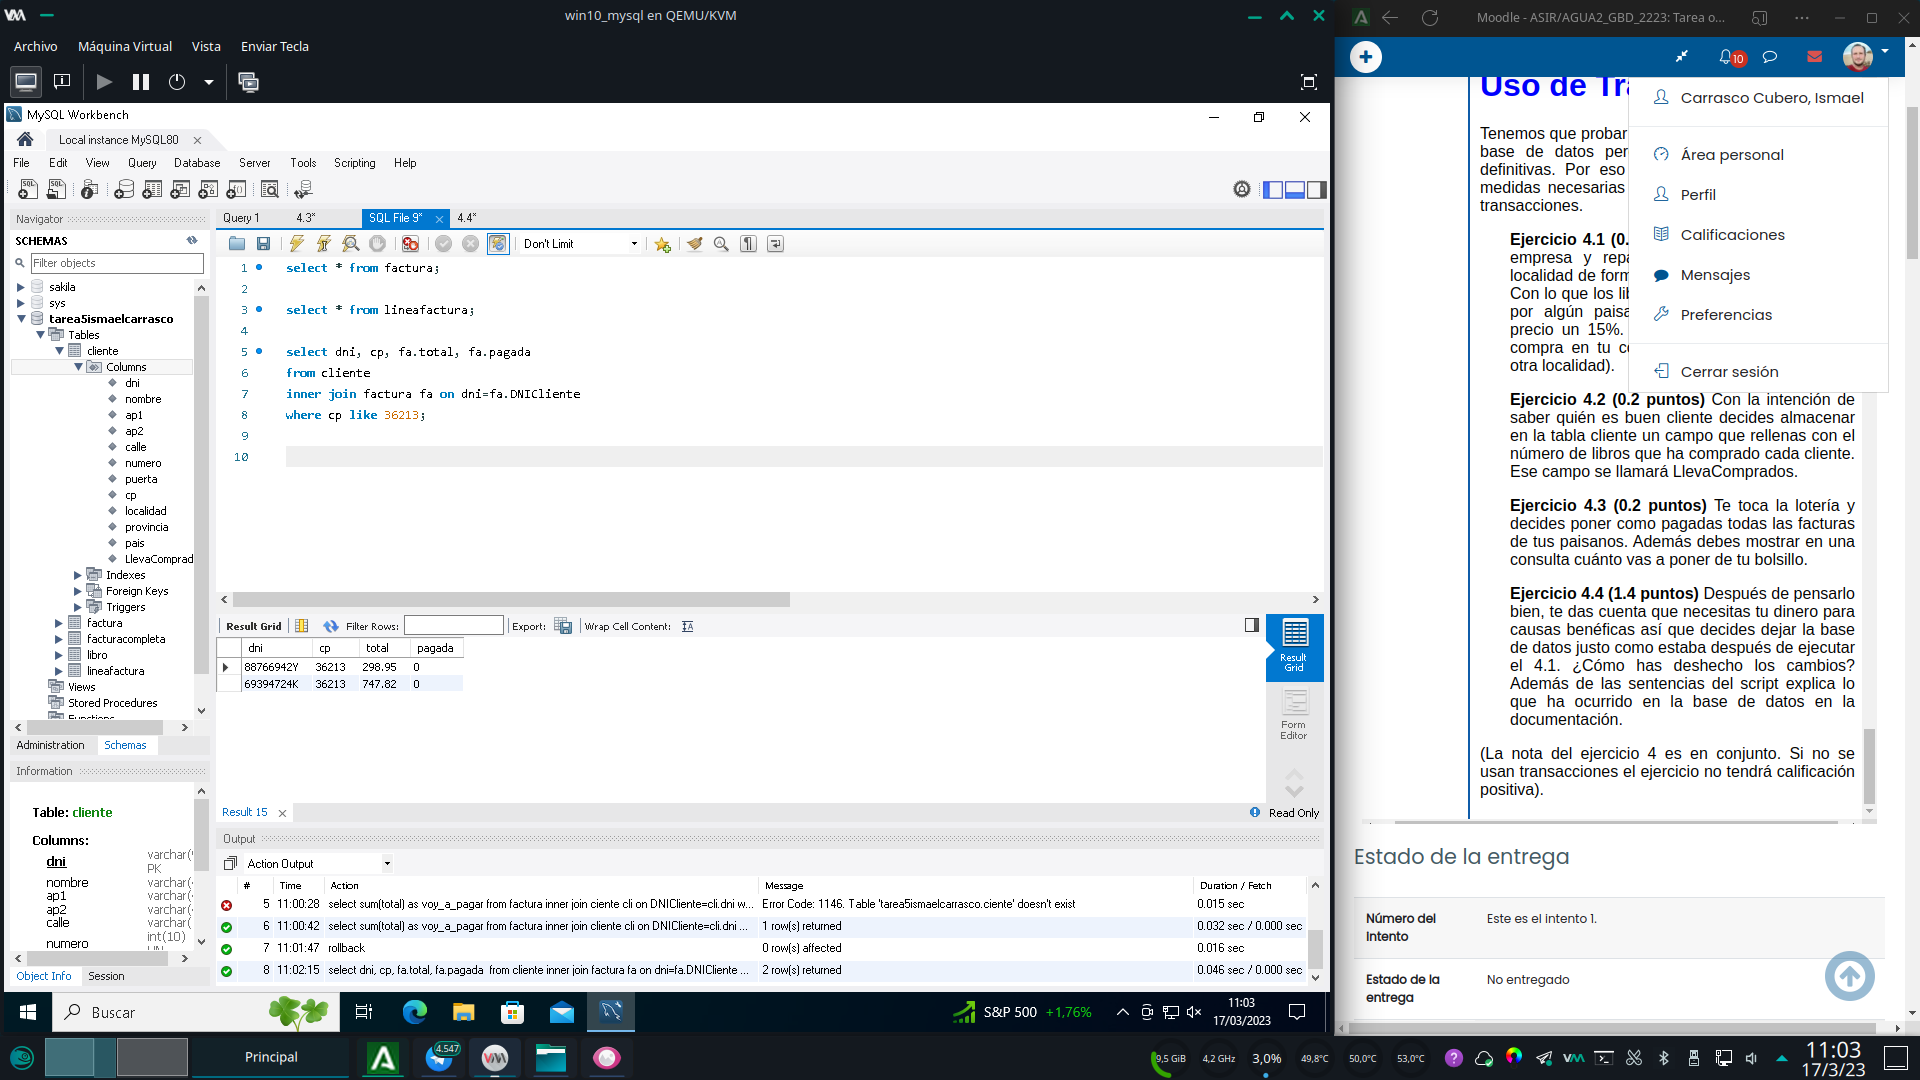 win10_mysql en QEMU/KVM
Archivo Máquina Virtual Vista Enviar Tecla
MySQL Workbench
Local instance MySQL80
File Edit View Query Database Server Tools Scripting Help
Navigator
SCHEMAS
Filter objects
sakila
sys
tarea5ismaelcarrasco
Tables
cliente
Columns
dni
nombre
ap1
ap2
calle
numero
puerta
cp
localidad
provincia
pais
LlevaComprad
Indexes
Foreign Keys
Triggers
factura
facturacompleta
libro
lineafactura
Views
Stored Procedures
Functions
Administration Schemas
Information
Table: cliente
Columns:
dni varchar(
PK
nombre varchar(
ap1 varchar(
ap2 varchar(
calle varchar(
numero int(10)
Object Info Session
Query 1 4.3* SQL File 9* 4.4*
Don't Limit
1 select * from factura;
2
3 select * from lineafactura;
4
5 select dni, cp, fa.total, fa.pagada
6 from cliente
7 inner join factura fa on dni=fa.DNICliente
8 where cp like 36213;
9
10
Result Grid Filter Rows: Export: Wrap Cell Content:
dni cp total pagada
88766942Y 36213 298.95 0
69394724K 36213 747.82 0
Result Grid
Form Editor
Result 15 Read Only
Output
Action Output
# Time Action Message Duration / Fetch
5 11:00:28 select sum(total) as voy_a_pagar from factura inner join ciente cli on DNICliente=cli.dni w... Error Code: 1146. Table 'tarea5ismaelcarrasco.ciente' doesn't exist 0.015 sec
6 11:00:42 select sum(total) as voy_a_pagar from factura inner join cliente cli on DNICliente=cli.dni ... 1 row(s) returned 0.032 sec / 0.000 sec
7 11:01:47 rollback 0 row(s) affected 0.016 sec
8 11:02:15 select dni, cp, fa.total, fa.pagada from cliente inner join factura fa on dni=fa.DNICliente ... 2 row(s) returned 0.046 sec / 0.000 sec
Buscar
S&P 500 +1,76%
11:03
17/03/2023
Moodle - ASIR/AGUA2_GBD_2223: Tarea o...
10
Uso de Tra
Carrasco Cubero, Ismael
Área personal
Perfil
Calificaciones
Mensajes
Preferencias
Cerrar sesión
Tenemos que probar
base de datos per
definitivas. Por eso
medidas necesarias
transacciones.
Ejercicio 4.1 (0.
empresa y repa
localidad de form
Con lo que los lib
por algún paisa
precio un 15%.
compra en tu c
otra localidad).
Ejercicio 4.2 (0.2 puntos) Con la intención de
saber quién es buen cliente decides almacenar
en la tabla cliente un campo que rellenas con el
número de libros que ha comprado cada cliente.
Ese campo se llamará LlevaComprados.
Ejercicio 4.3 (0.2 puntos) Te toca la lotería y
decides poner como pagadas todas las facturas
de tus paisanos. Además debes mostrar en una
consulta cuánto vas a poner de tu bolsillo.
Ejercicio 4.4 (1.4 puntos) Después de pensarlo
bien, te das cuenta que necesitas tu dinero para
causas benéficas así que decides dejar la base
de datos justo como estaba después de ejecutar
el 4.1. ¿Cómo has deshecho los cambios?
Además de las sentencias del script explica lo
que ha ocurrido en la base de datos en la
documentación.
(La nota del ejercicio 4 es en conjunto. Si no se
usan transacciones el ejercicio no tendrá calificación
positiva).
Estado de la entrega
Número del intento Este es el intento 1.
Estado de la entrega No entregado
Principal
4.547
9,5 GiB 4,2 GHz 3,0% 49,8°C 50,0°C 53,0°C
11:03
17/3/23